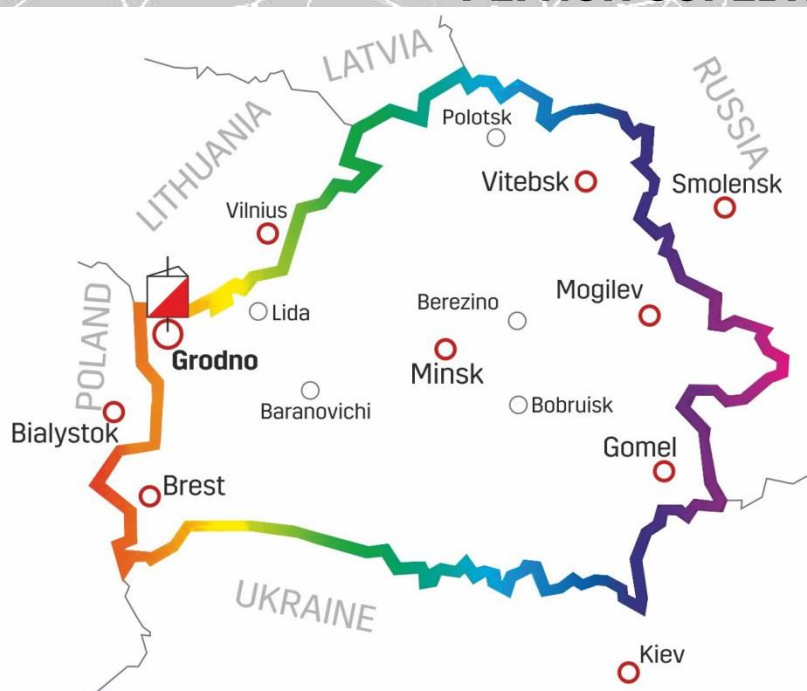 LATVIA
RUSSIA
LITHUANIA
Polotsk
Vitebsk
Smolensk
Vilnius
POLAND
Lida
Berezino
Mogilev
Grodno
Minsk
Baranovichi
Bobruisk
Bialystok
Gomel
Brest
UKRAINE
Kiev